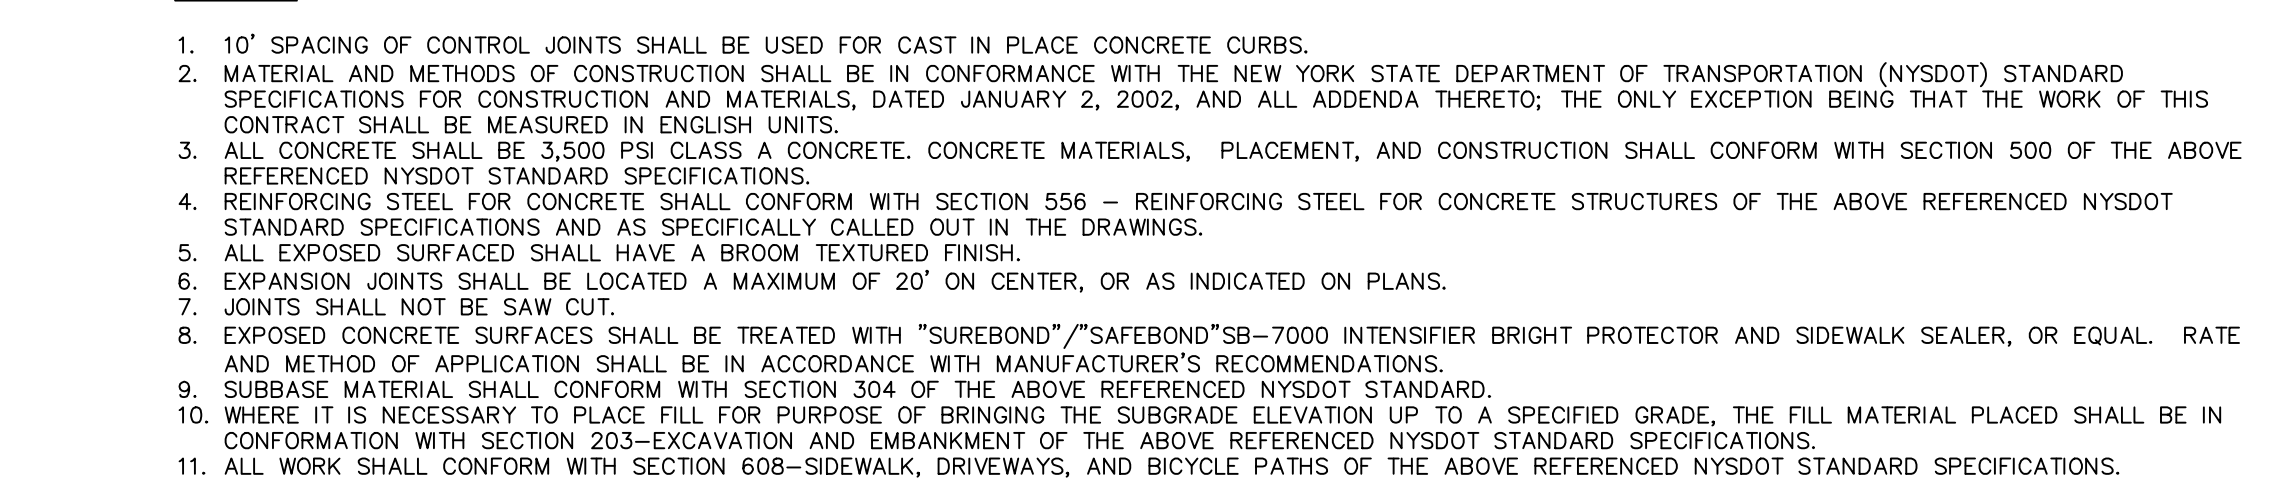 1. 10' SPACING OF CONTROL JOINTS SHALL BE USED FOR CAST IN PLACE CONCRETE CURBS.
2. MATERIAL AND METHODS OF CONSTRUCTION SHALL BE IN CONFORMANCE WITH THE NEW YORK STATE DEPARTMENT OF TRANSPORTATION (NYSDOT) STANDARD
SPECIFICATIONS FOR CONSTRUCTION AND MATERIALS, DATED JANUARY 2, 2002, AND ALL ADDENDA THERETO; THE ONLY EXCEPTION BEING THAT THE WORK OF THIS
CONTRACT SHALL BE MEASURED IN ENGLISH UNITS.
3. ALL CONCRETE SHALL BE 3,500 PSI CLASS A CONCRETE. CONCRETE MATERIALS, PLACEMENT, AND CONSTRUCTION SHALL CONFORM WITH SECTION 500 OF THE ABOVE
REFERENCED NYSDOT STANDARD SPECIFICATIONS.
4. REINFORCING STEEL FOR CONCRETE SHALL CONFORM WITH SECTION 556 – REINFORCING STEEL FOR CONCRETE STRUCTURES OF THE ABOVE REFERENCED NYSDOT
STANDARD SPECIFICATIONS AND AS SPECIFICALLY CALLED OUT IN THE DRAWINGS.
5. ALL EXPOSED SURFACED SHALL HAVE A BROOM TEXTURED FINISH.
6. EXPANSION JOINTS SHALL BE LOCATED A MAXIMUM OF 20' ON CENTER, OR AS INDICATED ON PLANS.
7. JOINTS SHALL NOT BE SAW CUT.
8. EXPOSED CONCRETE SURFACES SHALL BE TREATED WITH "SUREBOND"/"SAFEBOND"SB–7000 INTENSIFIER BRIGHT PROTECTOR AND SIDEWALK SEALER, OR EQUAL. RATE
AND METHOD OF APPLICATION SHALL BE IN ACCORDANCE WITH MANUFACTURER'S RECOMMENDATIONS.
9. SUBBASE MATERIAL SHALL CONFORM WITH SECTION 304 OF THE ABOVE REFERENCED NYSDOT STANDARD.
10. WHERE IT IS NECESSARY TO PLACE FILL FOR PURPOSE OF BRINGING THE SUBGRADE ELEVATION UP TO A SPECIFIED GRADE, THE FILL MATERIAL PLACED SHALL BE IN
CONFORMATION WITH SECTION 203–EXCAVATION AND EMBANKMENT OF THE ABOVE REFERENCED NYSDOT STANDARD SPECIFICATIONS.
11. ALL WORK SHALL CONFORM WITH SECTION 608–SIDEWALK, DRIVEWAYS, AND BICYCLE PATHS OF THE ABOVE REFERENCED NYSDOT STANDARD SPECIFICATIONS.